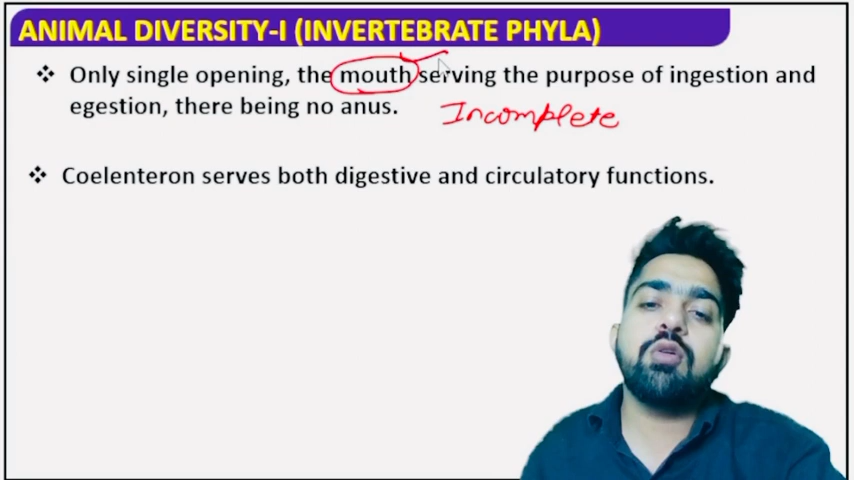 ANIMAL DIVERSITY-I (INVERTEBRATE PHYLA)
❖ Only single opening, the mouth serving the purpose of ingestion and
egestion, there being no anus.
Incomplete
❖ Coelenteron serves both digestive and circulatory functions.